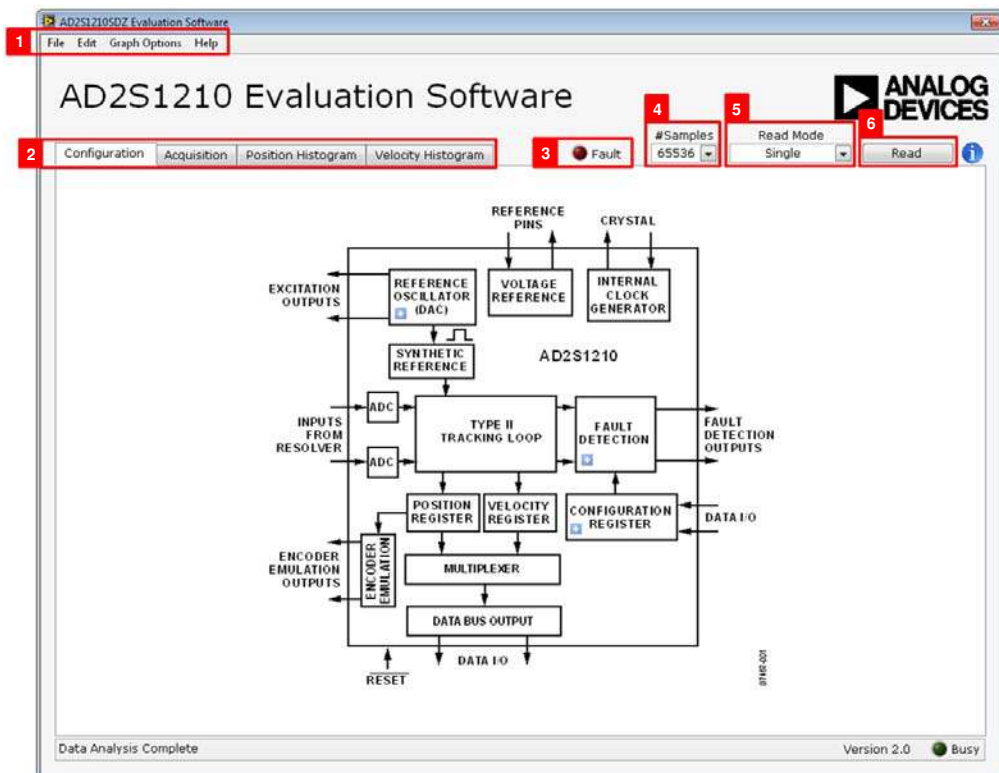 AD2S1210SDZ Evaluation Software
1
File Edit Graph Options Help
AD2S1210 Evaluation Software
ANALOG
DEVICES
2
Configuration Acquisition Position Histogram Velocity Histogram
3
Fault
4
#Samples
65536
5
Read Mode
Single
6
Read
i
REFERENCE
PINS
CRYSTAL
EXCITATION
OUTPUTS
REFERENCE
OSCILLATOR
(DAC)
VOLTAGE
REFERENCE
INTERNAL
CLOCK
GENERATOR
SYNTHETIC
REFERENCE
AD2S1210
INPUTS
FROM
RESOLVER
ADC
ADC
TYPE II
TRACKING LOOP
FAULT
DETECTION
FAULT
DETECTION
OUTPUTS
POSITION
REGISTER
VELOCITY
REGISTER
CONFIGURATION
REGISTER
DATA I/O
ENCODER
EMULATION
OUTPUTS
ENCODER
EMULATION
MULTIPLEXER
DATA BUS OUTPUT
DATA I/O
RESET
07467-001
Data Analysis Complete
Version 2.0
Busy